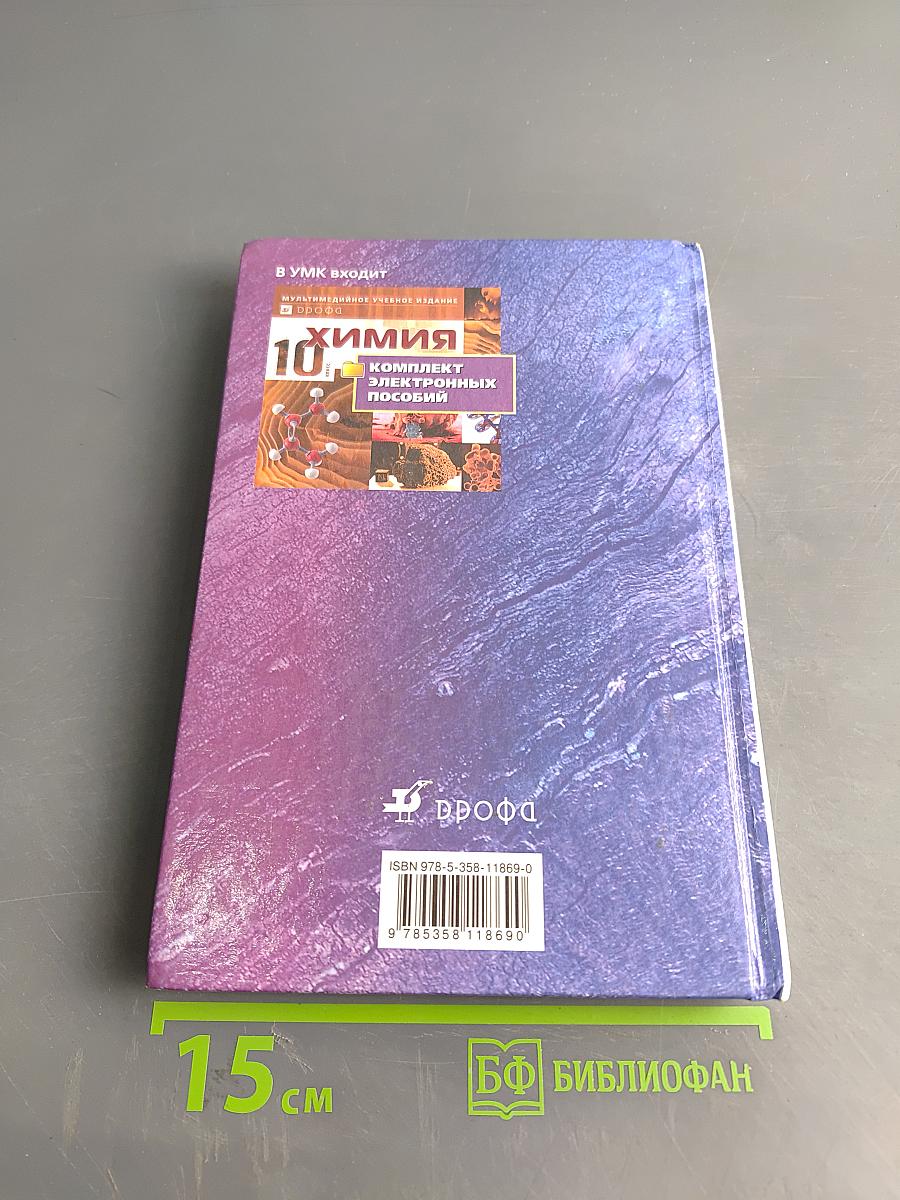 В УМК входит
МУЛЬТИМЕДИЙНОЕ УЧЕБНОЕ ИЗДАНИЕ
дрофа
ХИМИЯ
10
КОМПЛЕКТ
ЭЛЕКТРОННЫХ
ПОСОБИЙ
дрофа
ISBN 978-5-358-11869-0
9 785358 118690
15 см
БФ БИБЛИОФАН